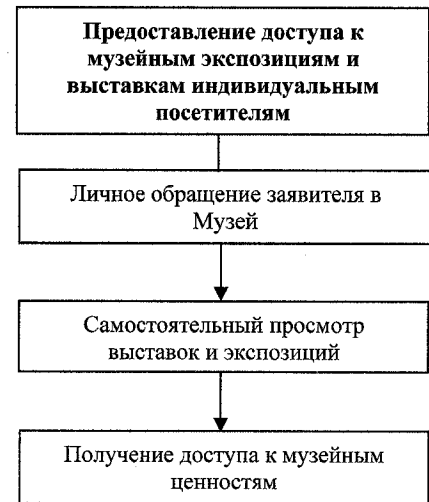 Предоставление доступа к
музейным экспозициям и
выставкам индивидуальным
посетителям
Личное обращение заявителя в
Музей
Самостоятельный просмотр
выставок и экспозиций
Получение доступа к музейным
ценностям